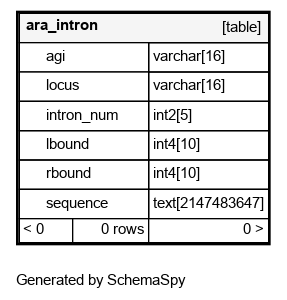 ara_intron [table]
agi varchar[16]
locus varchar[16]
intron_num int2[5]
lbound int4[10]
rbound int4[10]
sequence text[2147483647]
< 0 0 rows 0 >
Generated by SchemaSpy